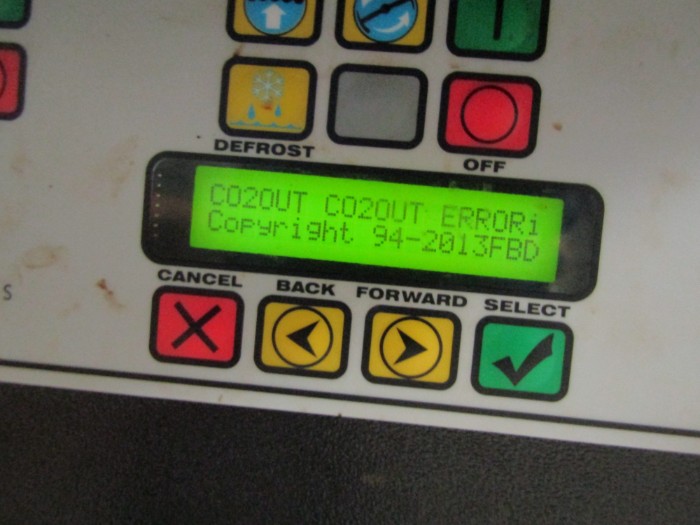 DEFROST
OFF
CO2OUT CO2OUT ERRORi
Copyright 94-2013FBD
CANCEL
BACK
FORWARD
SELECT
S